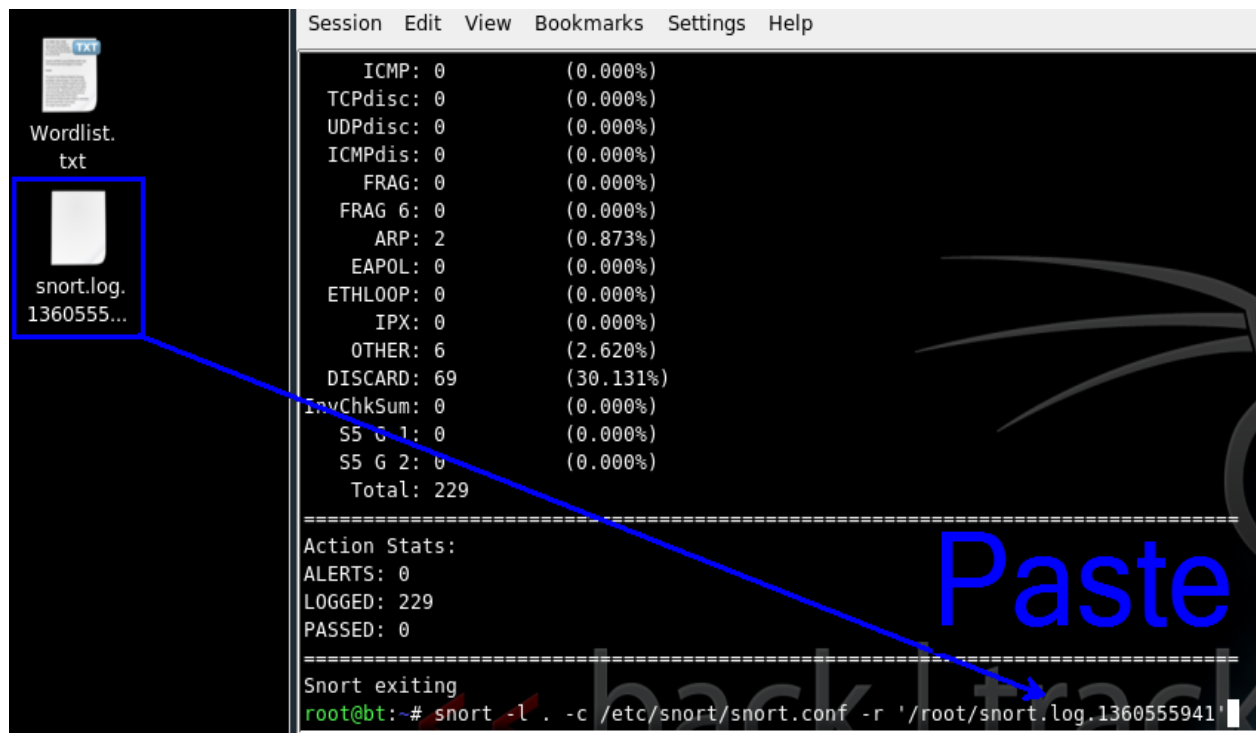 TXT
Wordlist.
txt
snort.log.
1360555...
Session Edit View Bookmarks Settings Help
ICMP: 0 (0.000%)
TCPdisc: 0 (0.000%)
UDPdisc: 0 (0.000%)
ICMPdis: 0 (0.000%)
FRAG: 0 (0.000%)
FRAG 6: 0 (0.000%)
ARP: 2 (0.873%)
EAPOL: 0 (0.000%)
ETHLOOP: 0 (0.000%)
IPX: 0 (0.000%)
OTHER: 6 (2.620%)
DISCARD: 69 (30.131%)
InvChkSum: 0 (0.000%)
S5 G 1: 0 (0.000%)
S5 G 2: 0 (0.000%)
Total: 229
===============================================================================
Action Stats:
ALERTS: 0
LOGGED: 229
PASSED: 0
===============================================================================
Snort exiting
root@bt:~# snort -l . -c /etc/snort/snort.conf -r '/root/snort.log.1360555941'
Paste
back | track